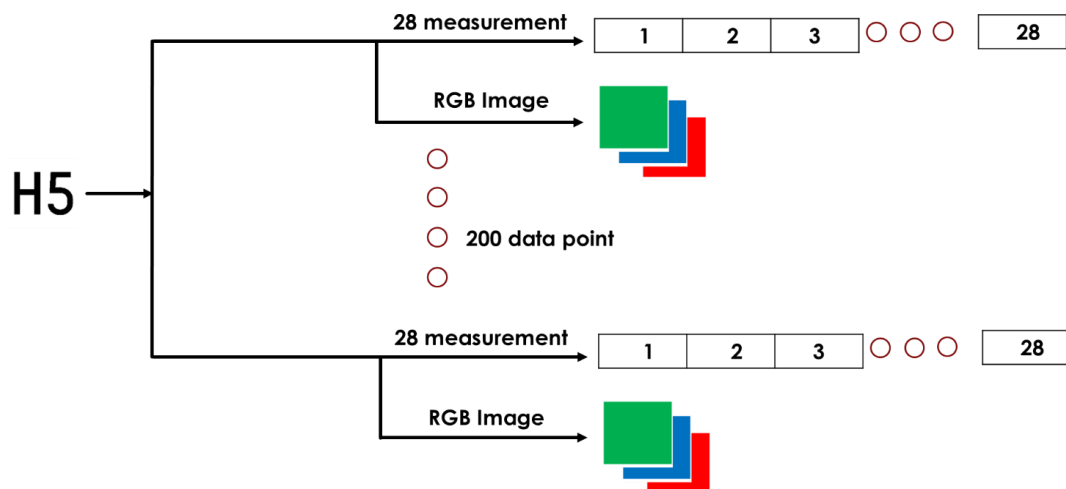 28 measurement
1 2 3 28
RGB Image
H5
200 data point
28 measurement
1 2 3 28
RGB Image